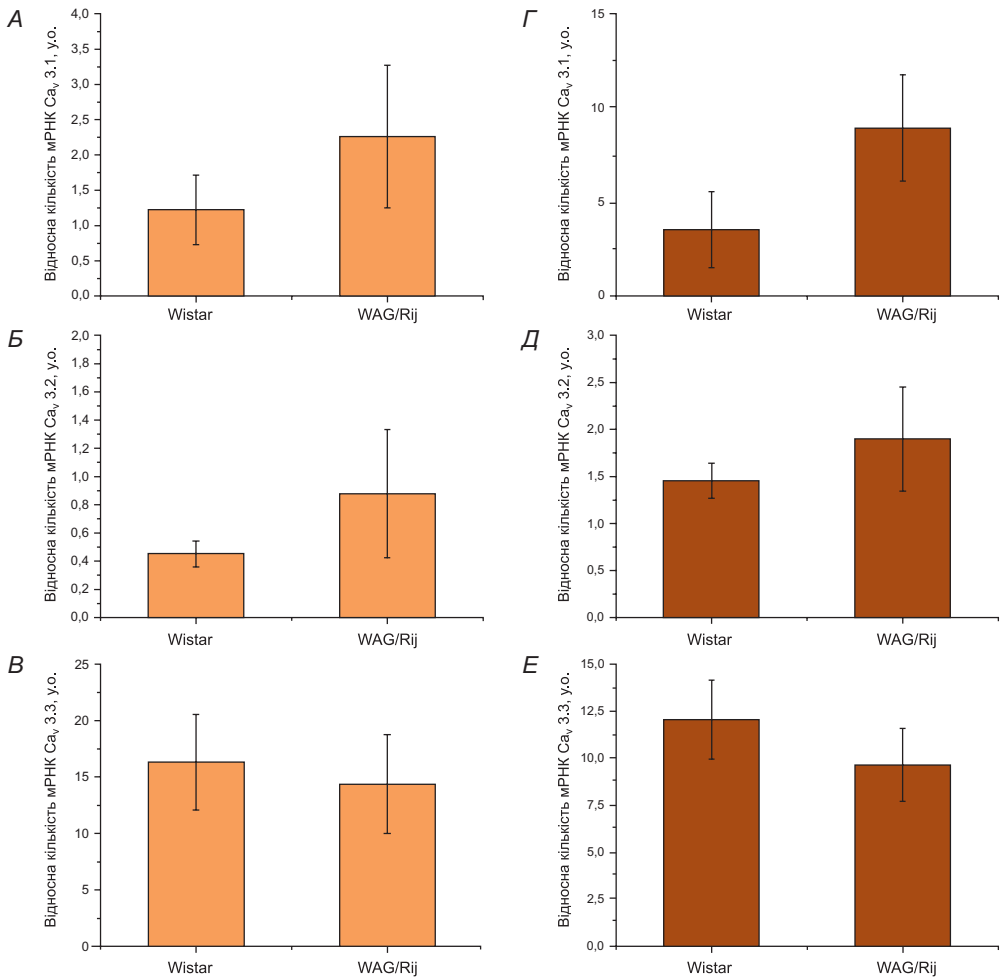 А
Відносна кількість мРНК Caᵥ 3.1, у.о.
4,0
3,5
3,0
2,5
2,0
1,5
1,0
0,5
0,0
Wistar
WAG/Rij
Г
Відносна кількість мРНК Caᵥ 3.1, у.о.
15
10
5
0
Wistar
WAG/Rij
Б
Відносна кількість мРНК Caᵥ 3.2, у.о.
2,0
1,8
1,6
1,4
1,2
1,0
0,8
0,6
0,4
0,2
0,0
Wistar
WAG/Rij
Д
Відносна кількість мРНК Caᵥ 3.2, у.о.
3,0
2,5
2,0
1,5
1,0
0,5
0,0
Wistar
WAG/Rij
В
Відносна кількість мРНК Caᵥ 3.3, у.о.
25
20
15
10
5
0
Wistar
WAG/Rij
Е
Відносна кількість мРНК Caᵥ 3.3, у.о.
15,0
12,5
10,0
7,5
5,0
2,5
0,0
Wistar
WAG/Rij